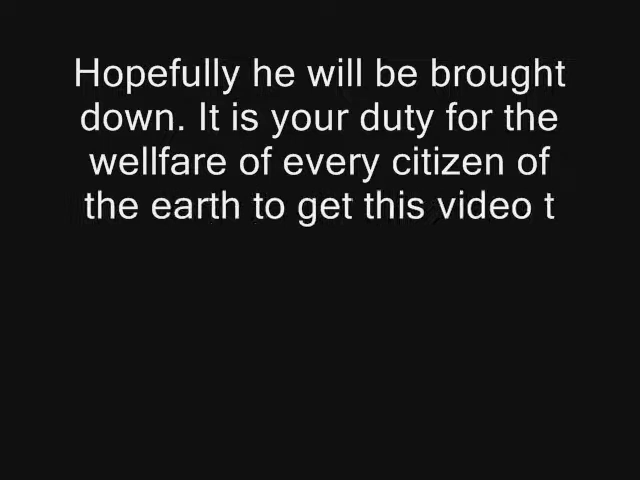 Hopefully he will be brought
down. It is your duty for the
wellfare of every citizen of
the earth to get this video t